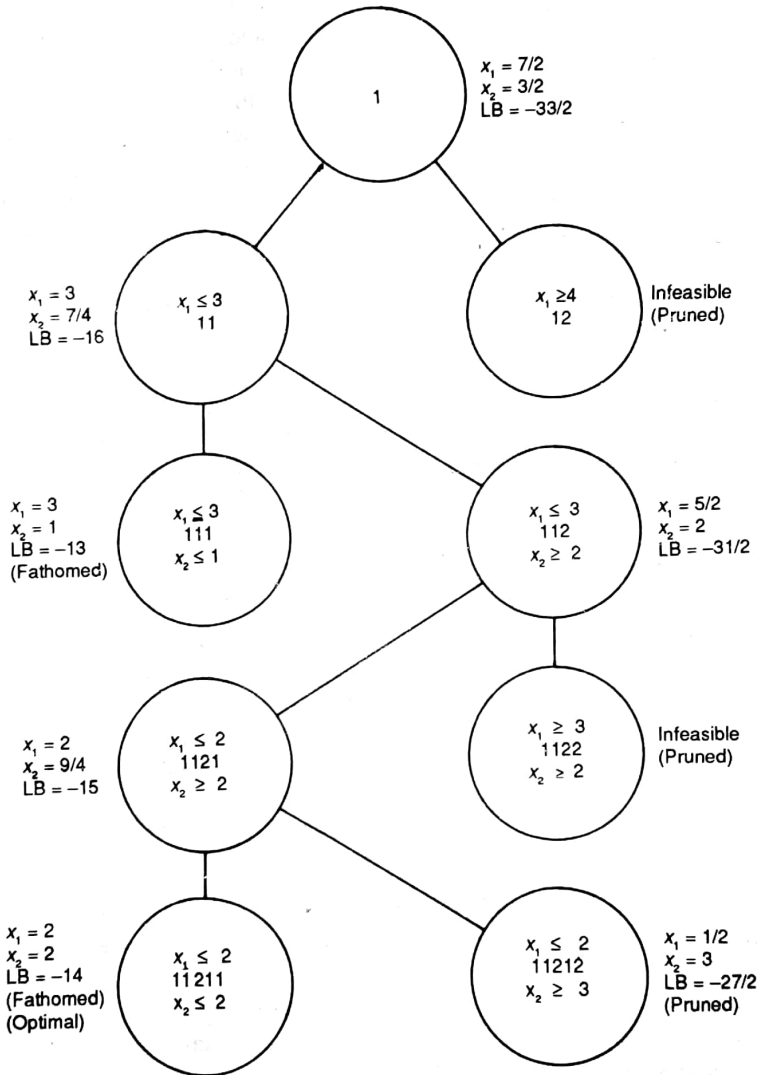 1
x₁ = 7/2
x₂ = 3/2
LB = −33/2
x₁ = 3
x₂ = 7/4
LB = −16
x₁ ≤ 3
11
x₁ ≥4
12
Infeasible
(Pruned)
x₁ = 3
x₂ = 1
LB = −13
(Fathomed)
x₁ ≤ 3
111
x₂ ≤ 1
x₁ ≤ 3
112
x₂ ≥ 2
x₁ = 5/2
x₂ = 2
LB = −31/2
x₁ = 2
x₂ = 9/4
LB = −15
x₁ ≤ 2
1121
x₂ ≥ 2
x₁ ≥ 3
1122
x₂ ≥ 2
Infeasible
(Pruned)
x₁ = 2
x₂ = 2
LB = −14
(Fathomed)
(Optimal)
x₁ ≤ 2
11211
x₂ ≤ 2
x₁ ≤ 2
11212
x₂ ≥ 3
x₁ = 1/2
x₂ = 3
LB = −27/2
(Pruned)